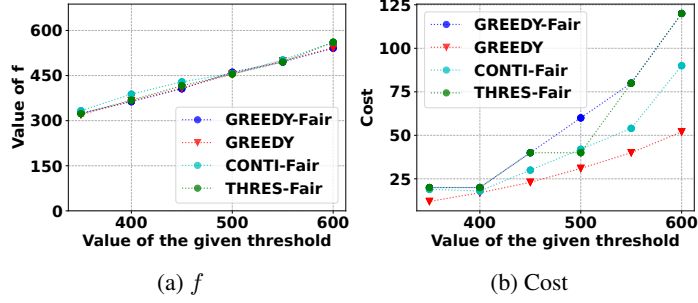 600
450
300
150
0
Value of f
GREEDY-Fair
GREEDY
CONTI-Fair
THRES-Fair
400
500
600
Value of the given threshold
(a) f
125
100
75
50
25
Cost
GREEDY-Fair
GREEDY
CONTI-Fair
THRES-Fair
400
500
600
Value of the given threshold
(b) Cost